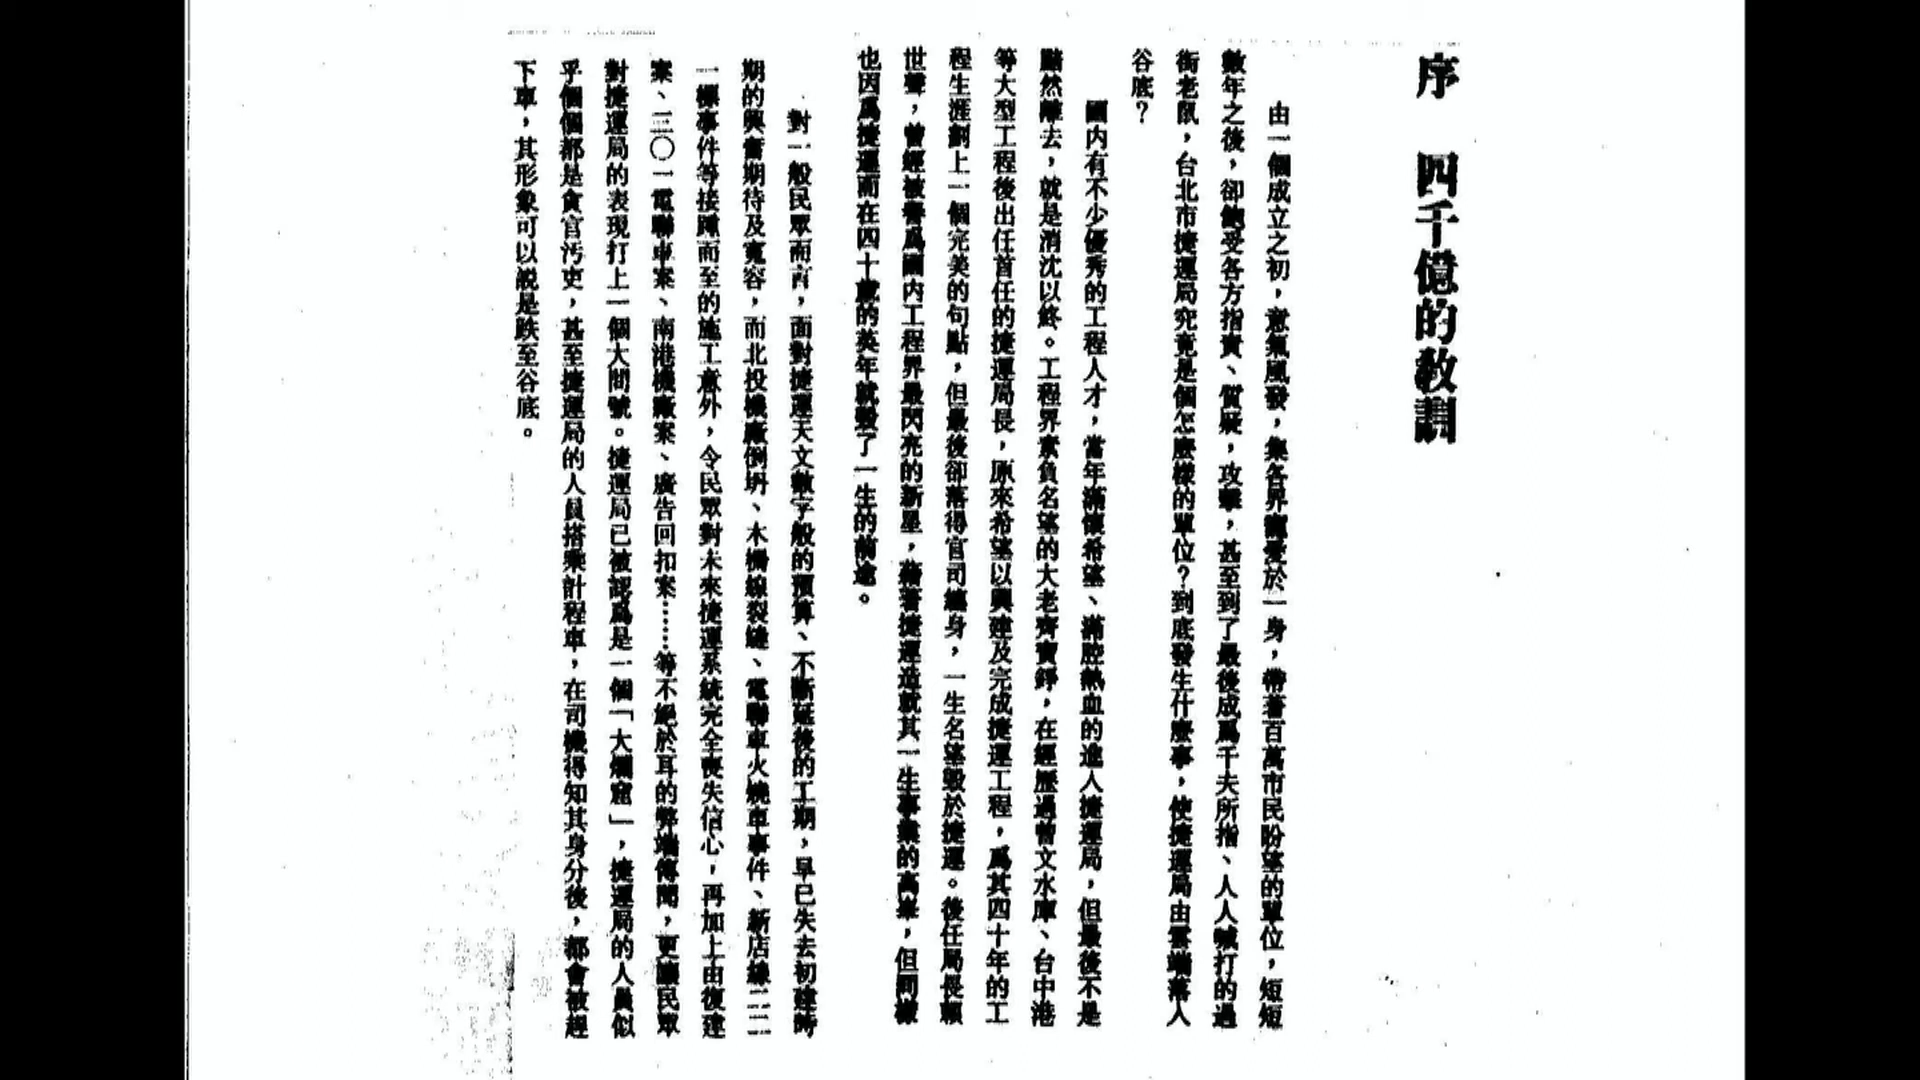 序　四千億的教訓
由一個成立之初，意氣風發，集各界寵愛於一身，帶著百萬市民盼望的單位，短短
數年之後，卻飽受各方指責、質疑，攻擊，甚至到了最後成爲千夫所指、人人喊打的過
街老鼠，台北市捷運局究竟是個怎麼樣的單位？到底發生什麼事，使捷運局由雲端落入
谷底？
國內有不少優秀的工程人才，當年滿懷希望、滿腔熱血的進入捷運局，但最後不是
黯然離去，就是消沈以終。工程界素負名望的大老齊寶錚，在經歷過曾文水庫、台中港
等大型工程後出任首任的捷運局長，原來希望以興建及完成捷運工程，爲其四十年的工
程生涯劃上一個完美的句點，但最後卻落得官司纏身，一生名望毀於捷運。後任局長賴
世聲，曾經被譽爲國內工程界最閃亮的新星，藉著捷運造就其一生事業的高峯，但同樣
也因爲捷運而在四十歲的英年就毀了一生的前途。
對一般民眾而言，面對捷運天文數字般的預算、不斷延後的工期，早已失去初建時
期的興奮期待及寬容，而北投機廠倒坍、木柵線裂縫、電聯車火燒車事件、新店線二二
一標事件等接踵而至的施工意外，令民眾對未來捷運系統完全喪失信心，再加上由復建
案、三〇一電聯車案、南港機廠案、廣告回扣案……等不絕於耳的弊端傳聞，更讓民眾
對捷運局的表現打上一個大問號。捷運局已被認爲是一個「大爛窟」，捷運局的人員似
乎個個都是貪官污吏，甚至捷運局的人員搭乘計程車，在司機得知其身分後，都會被趕
下車，其形象可以說是跌至谷底。